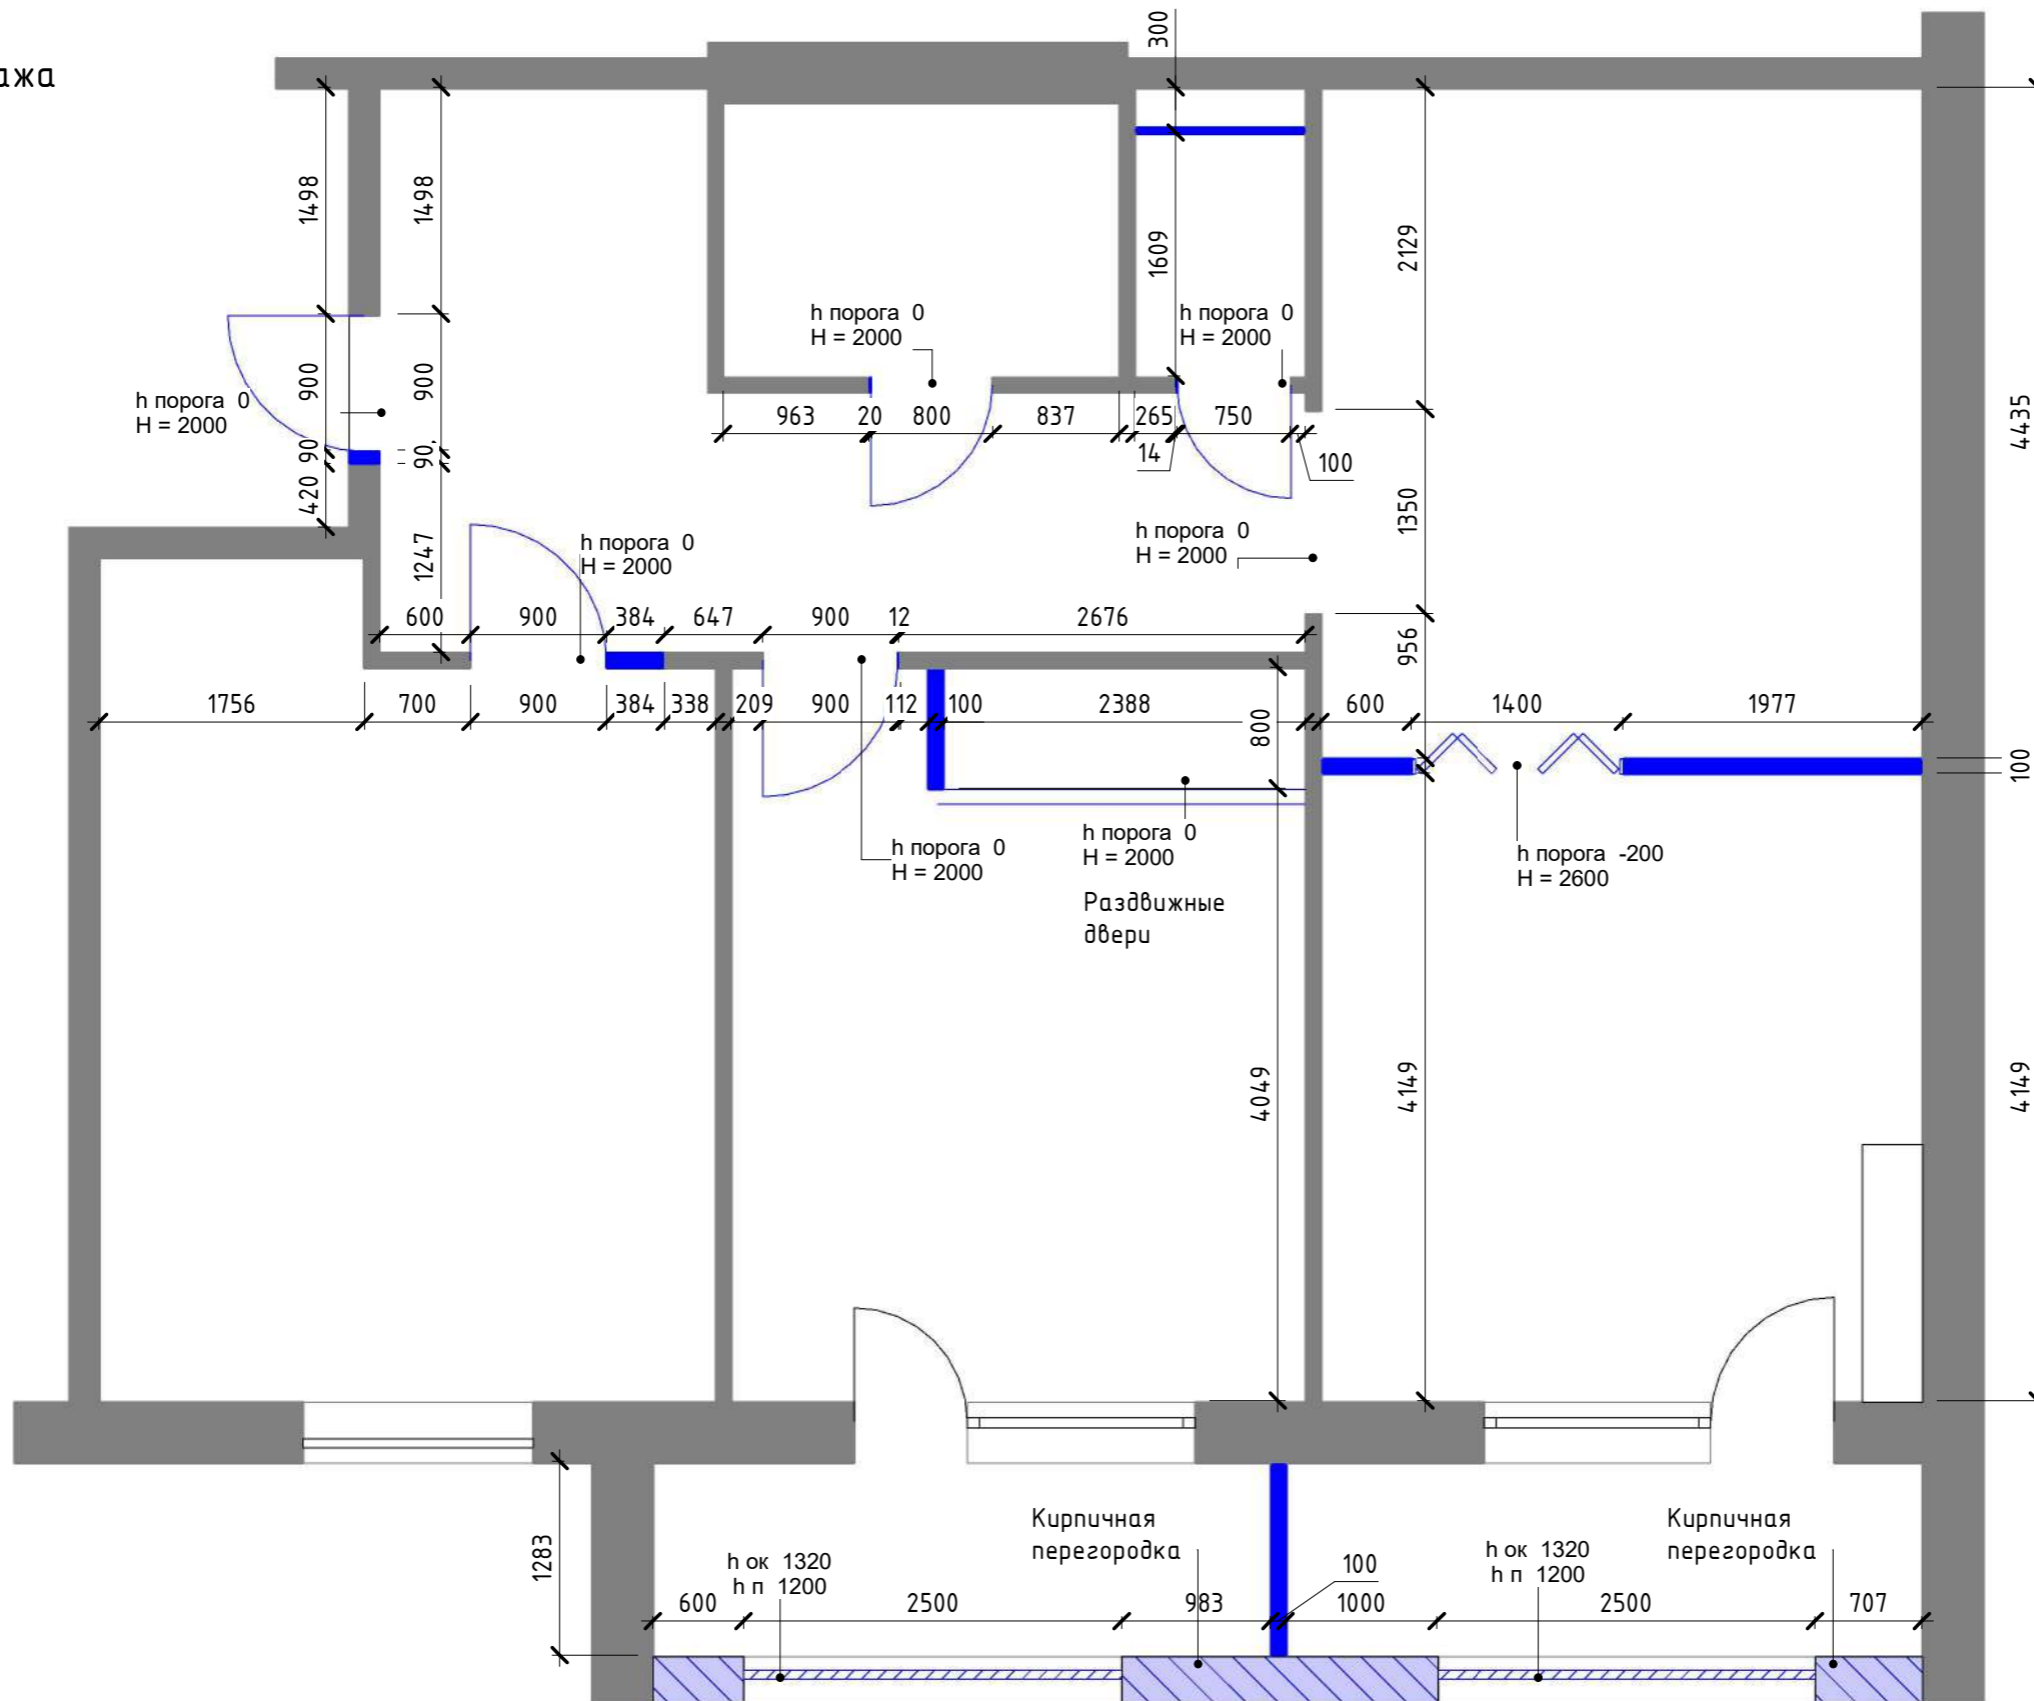 ажа
300
1498
1498
1609
2129
4435
h порога 0
H = 2000
h порога 0
H = 2000
h порога 0
H = 2000
900
900
90
90
420
963
20
800
837
265
750
14
100
1350
1247
h порога 0
H = 2000
h порога 0
H = 2000
600
900
384
647
900
12
2676
956
1756
700
900
384
338
209
900
112
100
2388
800
600
1400
1977
100
h порога 0
H = 2000
h порога 0
H = 2000
h порога -200
H = 2600
Раздвижные
двери
4049
4149
4149
1283
h ок 1320
h п 1200
Кирпичная
перегородка
100
h ок 1320
h п 1200
Кирпичная
перегородка
600
2500
983
1000
2500
707